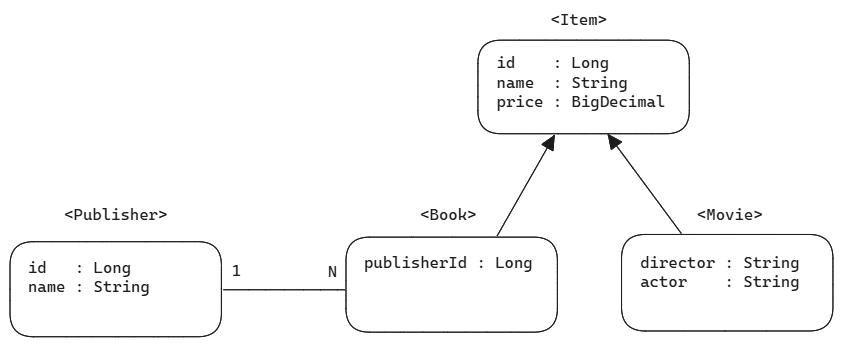 <Item>
id    : Long
name  : String
price : BigDecimal
<Publisher>
id   : Long
name : String
1
N
<Book>
publisherId : Long
<Movie>
director : String
actor    : String